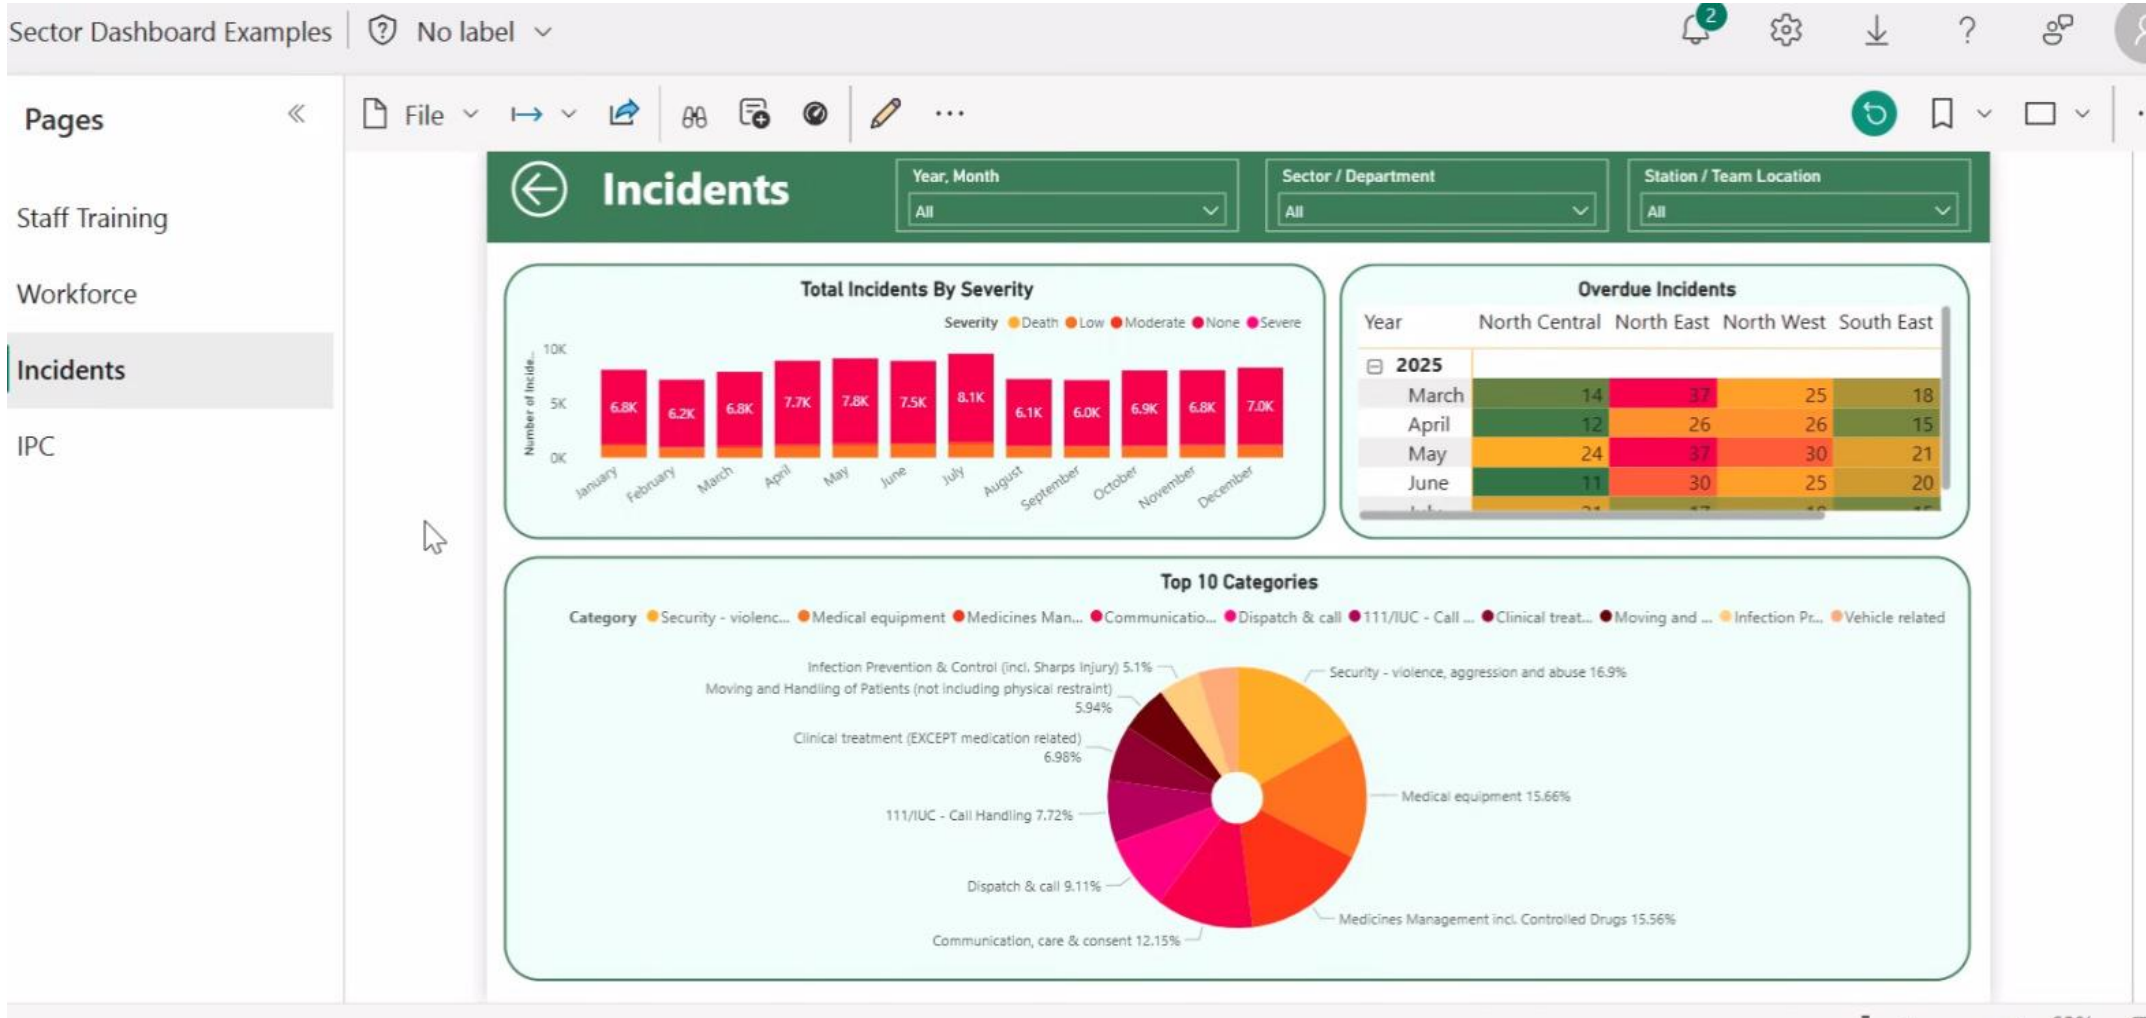 Sector Dashboard Examples
No label
2
Pages
File
Staff Training
Workforce
Incidents
IPC
Incidents
Year, Month
All
Sector / Department
All
Station / Team Location
All
Total Incidents By Severity
Severity Death Low Moderate None Severe
Number of Incide...
10K
5K
0K
6.8K 6.2K 6.8K 7.7K 7.8K 7.5K 8.1K 6.1K 6.0K 6.9K 6.8K 7.0K
January February March April May June July August September October November December
Overdue Incidents
Year North Central North East North West South East
2025
March 14 37 25 18
April 12 26 26 15
May 24 37 30 21
June 11 30 25 20
Top 10 Categories
Category Security - violenc... Medical equipment Medicines Man... Communicatio... Dispatch & call 111/IUC - Call ... Clinical treat... Moving and ... Infection Pr... Vehicle related
Infection Prevention & Control (incl. Sharps Injury) 5.1%
Security - violence, aggression and abuse 16.9%
Moving and Handling of Patients (not including physical restraint)
5.94%
Clinical treatment (EXCEPT medication related)
6.98%
Medical equipment 15.66%
111/IUC - Call Handling 7.72%
Dispatch & call 9.11%
Medicines Management incl. Controlled Drugs 15.56%
Communication, care & consent 12.15%